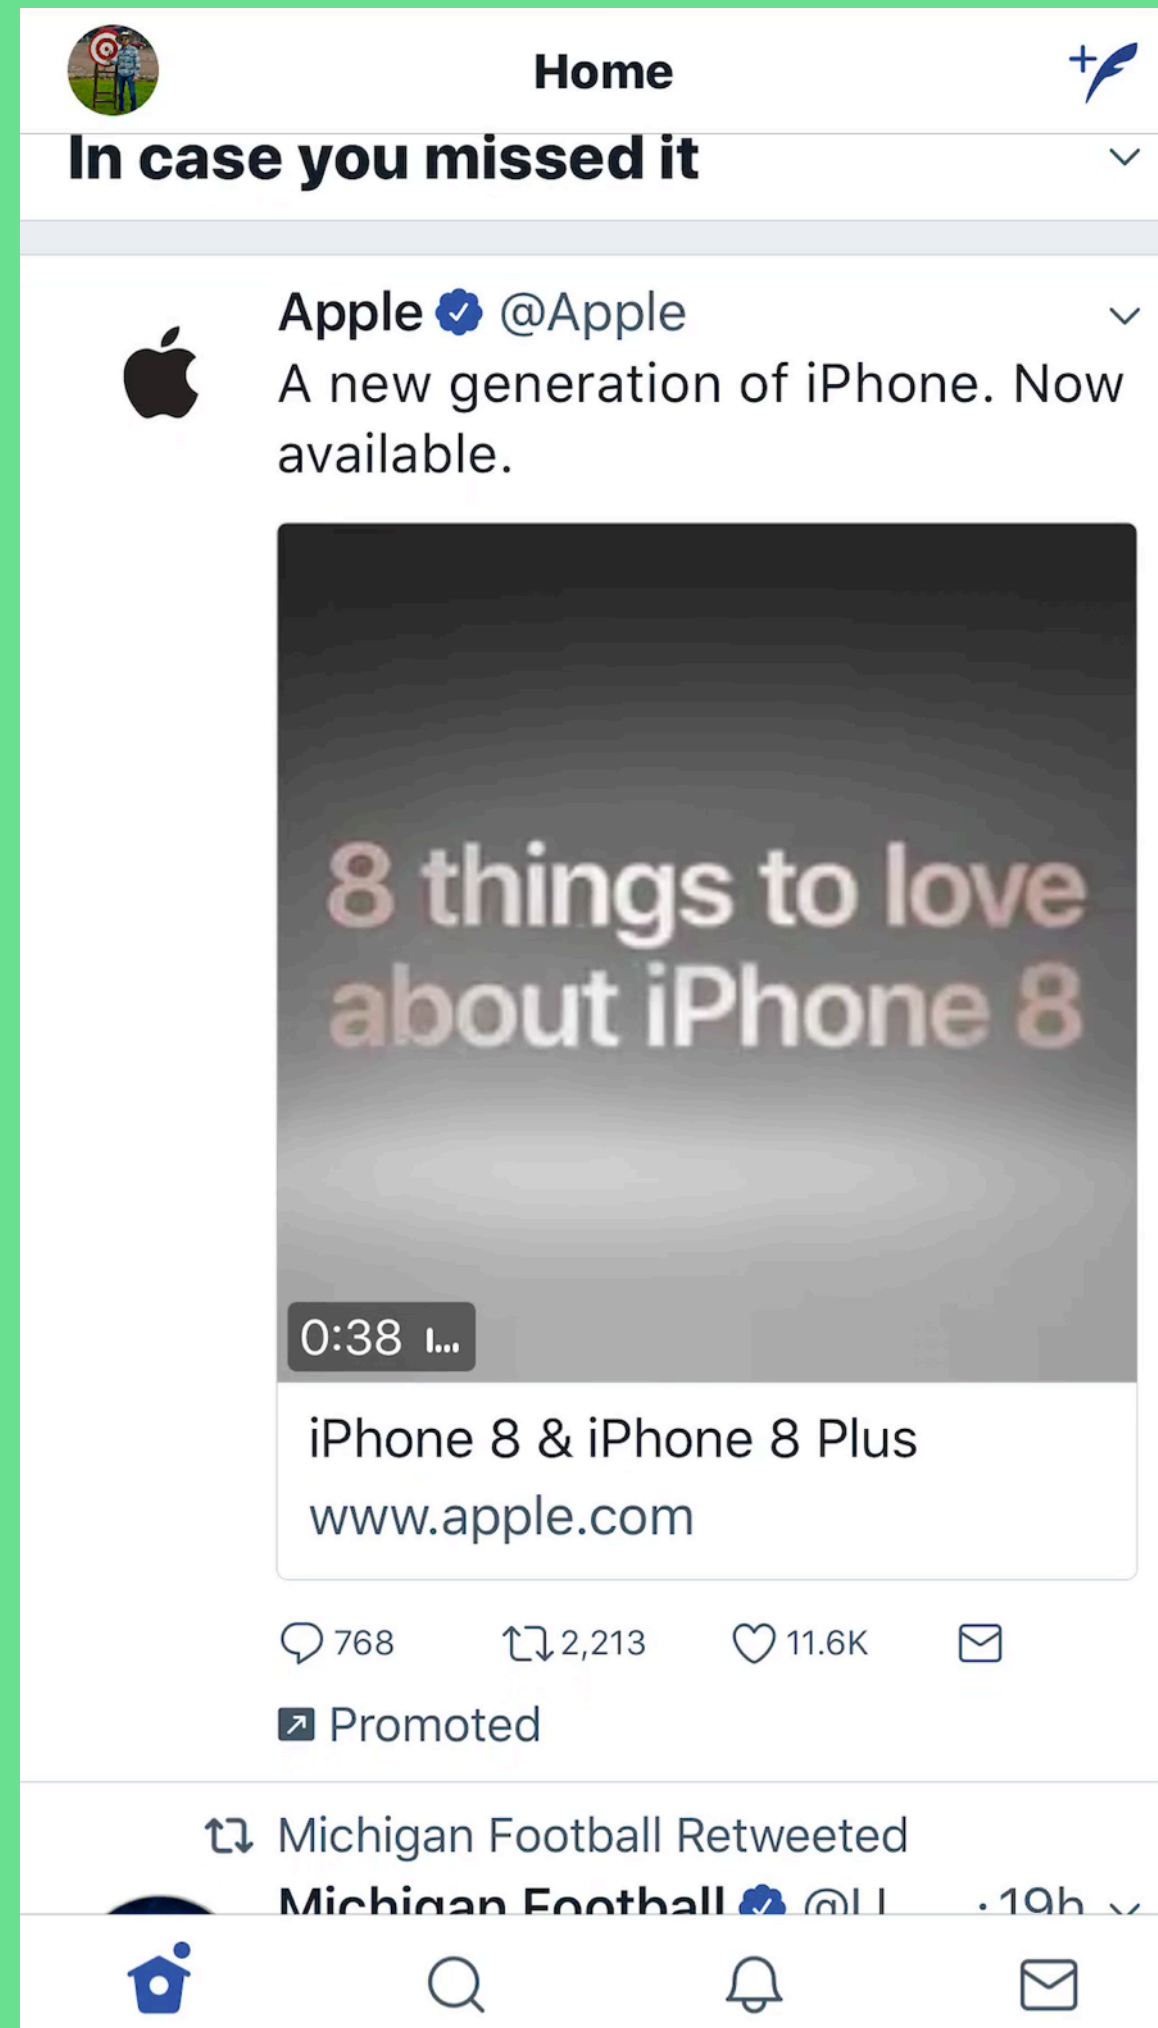 Home
In case you missed it
Apple @Apple
A new generation of iPhone. Now
available.
8 things to love
about iPhone 8
0:38
iPhone 8 & iPhone 8 Plus
www.apple.com
768 2,213 11.6K
Promoted
Michigan Football Retweeted
Michigan Football · 19h